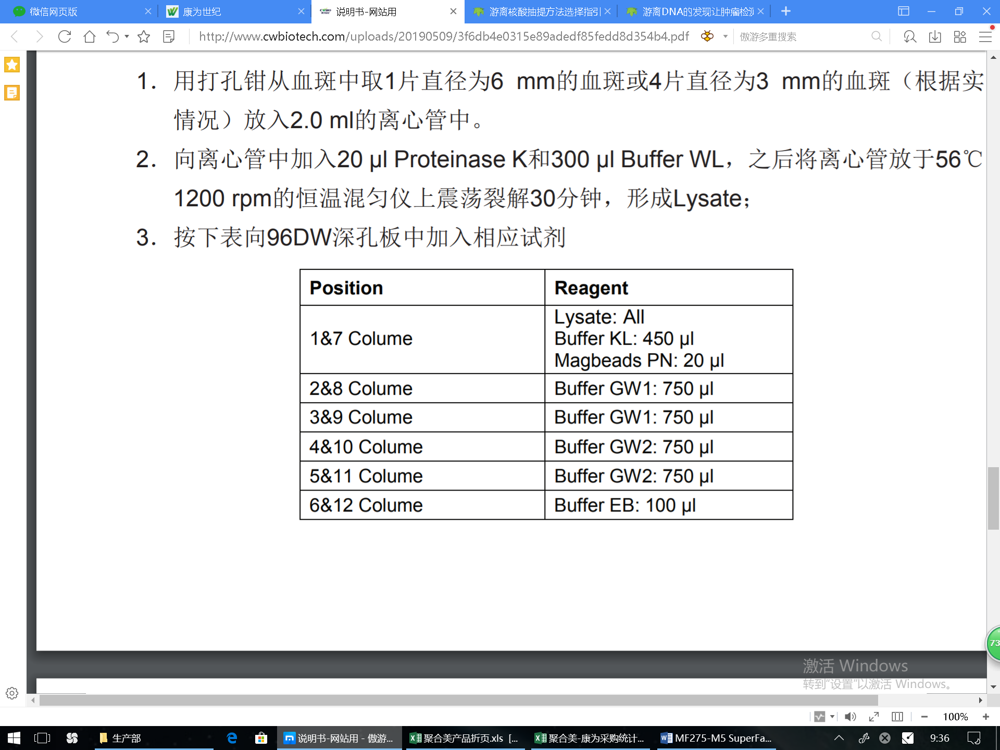 微信网页版
康为世纪
说明书-网站用
游离核酸抽提方法选择指引
游离DNA的发现让肿瘤检测
http://www.cwbiotech.com/uploads/20190509/3f6db4e0315e89adedf85fedd8d354b4.pdf
傲游多重搜索
1. 用打孔钳从血斑中取1片直径为6 mm的血斑或4片直径为3 mm的血斑（根据实
情况）放入2.0 ml的离心管中。
2. 向离心管中加入20 μl Proteinase K和300 μl Buffer WL，之后将离心管放于56℃
1200 rpm的恒温混匀仪上震荡裂解30分钟，形成Lysate；
3. 按下表向96DW深孔板中加入相应试剂
Position Reagent
1&7 Colume
Lysate: All
Buffer KL: 450 μl
Magbeads PN: 20 μl
2&8 Colume Buffer GW1: 750 μl
3&9 Colume Buffer GW1: 750 μl
4&10 Colume Buffer GW2: 750 μl
5&11 Colume Buffer GW2: 750 μl
6&12 Colume Buffer EB: 100 μl
73
激活 Windows
转到“设置”以激活 Windows。
100%
生产部
说明书-网站用 - 傲游...
聚合美产品折页.xls [...
聚合美-康为采购统计...
MF275-M5 SuperFa...
9:36